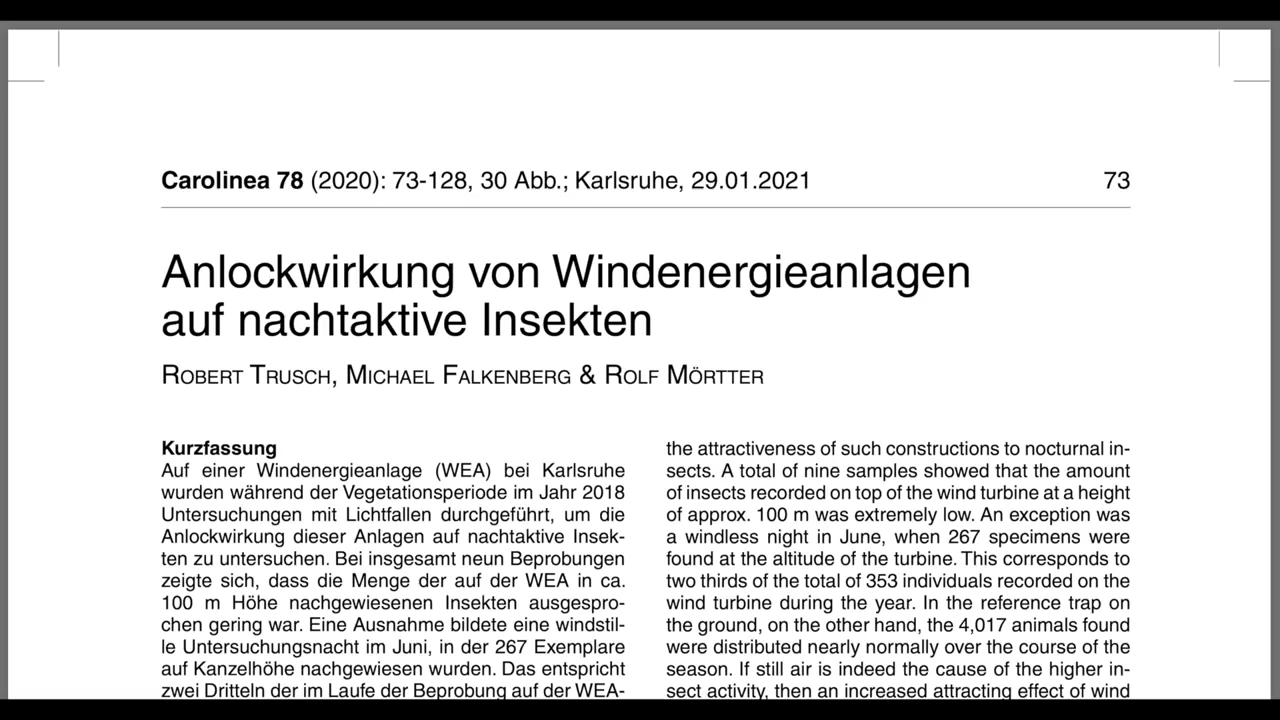 Carolinea 78 (2020): 73-128, 30 Abb.; Karlsruhe, 29.01.2021 73
Anlockwirkung von Windenergieanlagen
auf nachtaktive Insekten
ROBERT TRUSCH, MICHAEL FALKENBERG & ROLF MÖRTTER
Kurzfassung
Auf einer Windenergieanlage (WEA) bei Karlsruhe
wurden während der Vegetationsperiode im Jahr 2018
Untersuchungen mit Lichtfallen durchgeführt, um die
Anlockwirkung dieser Anlagen auf nachtaktive Insek-
ten zu untersuchen. Bei insgesamt neun Beprobungen
zeigte sich, dass die Menge der auf der WEA in ca.
100 m Höhe nachgewiesenen Insekten ausgespro-
chen gering war. Eine Ausnahme bildete eine windstil-
le Untersuchungsnacht im Juni, in der 267 Exemplare
auf Kanzelhöhe nachgewiesen wurden. Das entspricht
zwei Dritteln der im Laufe der Beprobung auf der WEA-
the attractiveness of such constructions to nocturnal in-
sects. A total of nine samples showed that the amount
of insects recorded on top of the wind turbine at a height
of approx. 100 m was extremely low. An exception was
a windless night in June, when 267 specimens were
found at the altitude of the turbine. This corresponds to
two thirds of the total of 353 individuals recorded on the
wind turbine during the year. In the reference trap on
the ground, on the other hand, the 4,017 animals found
were distributed nearly normally over the course of the
season. If still air is indeed the cause of the higher in-
sect activity, then an increased attracting effect of wind